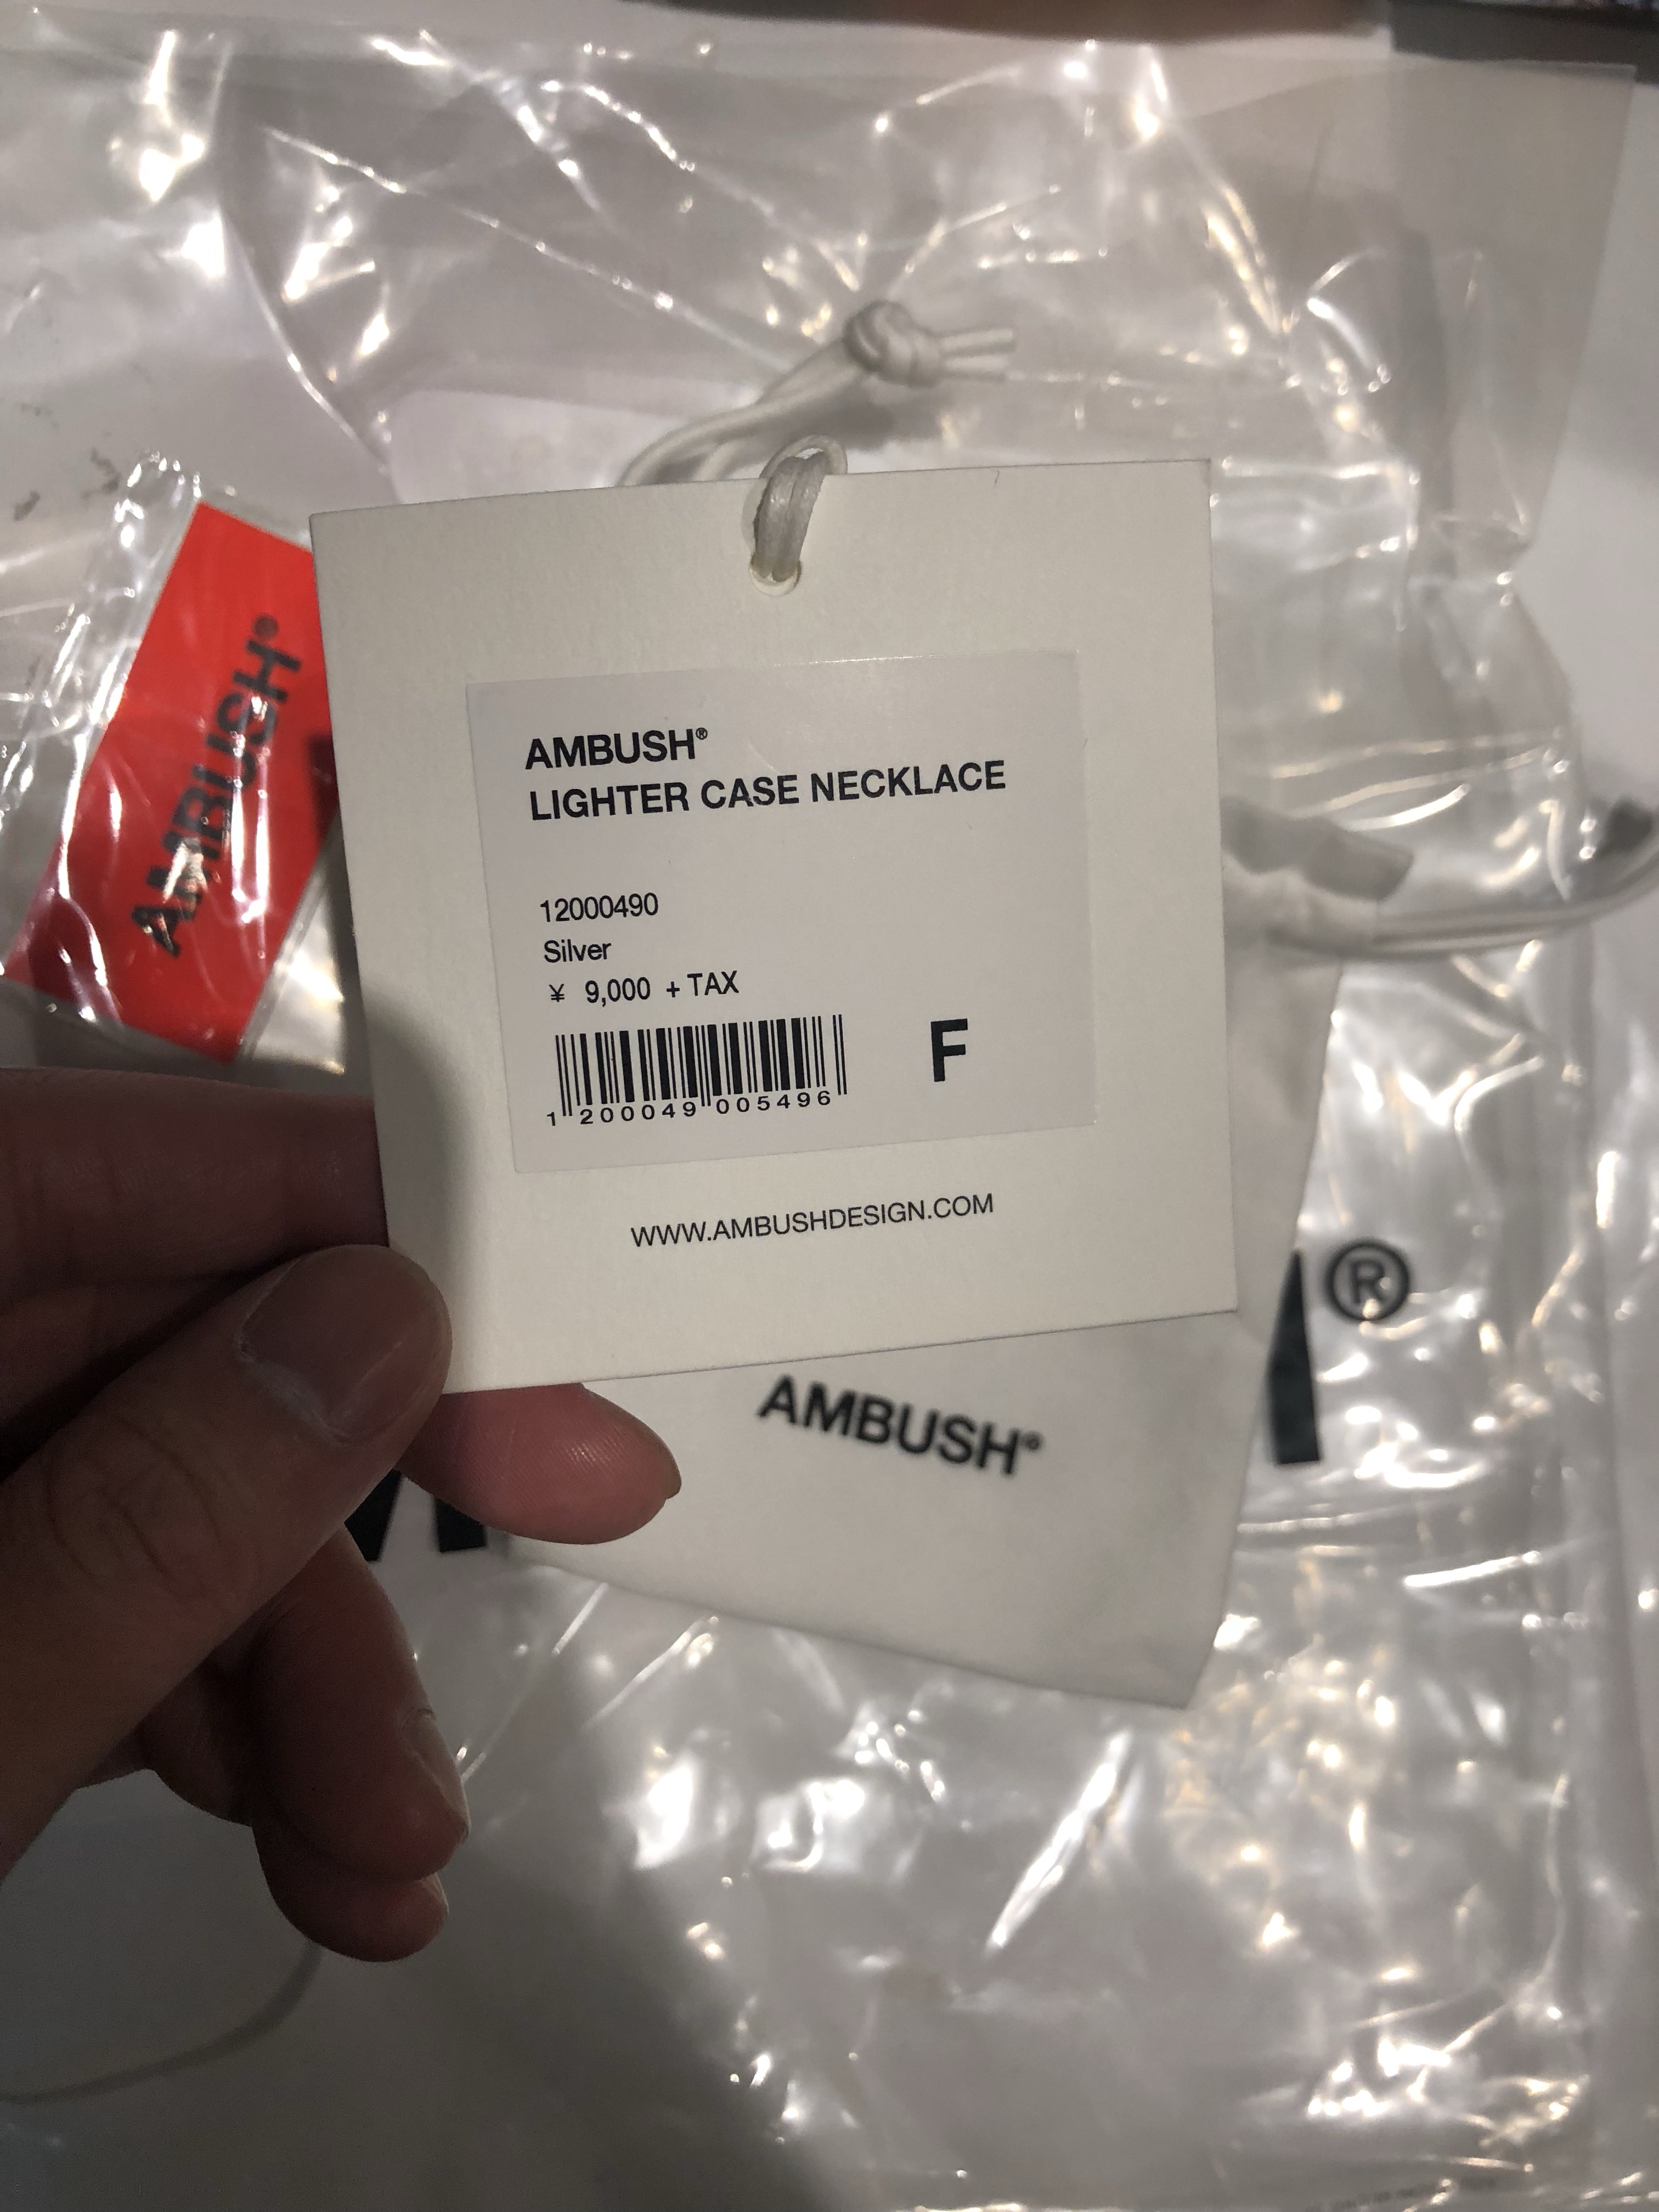 AMBUSH®
AMBUSH®
LIGHTER CASE NECKLACE
12000490
Silver
¥ 9,000 + TAX
1 200049 005496
F
WWW.AMBUSHDESIGN.COM
®
AMBUSH®